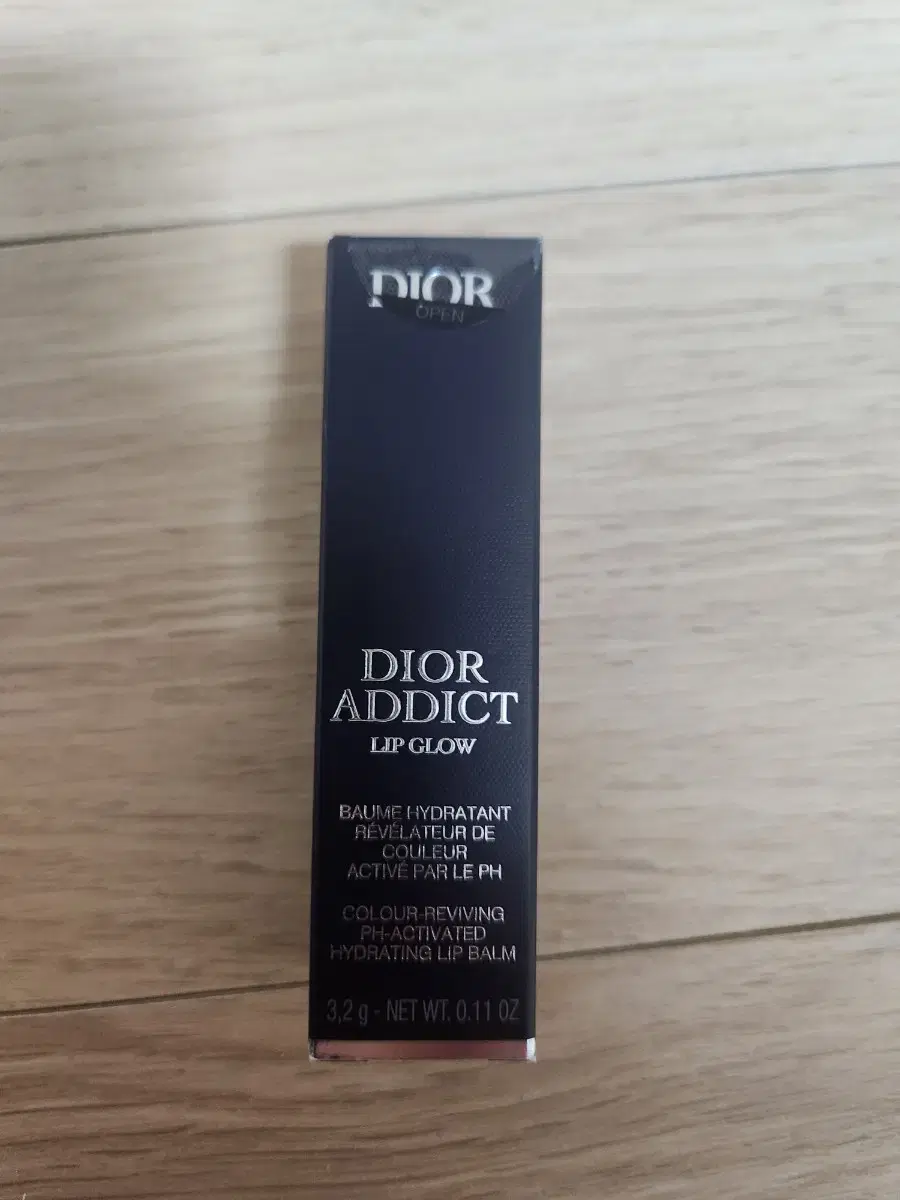 DIOR
OPEN
DIOR
ADDICT
LIP GLOW
BAUME HYDRATANT
RÉVÉLATEUR DE
COULEUR
ACTIVÉ PAR LE PH
COLOUR-REVIVING
PH-ACTIVATED
HYDRATING LIP BALM
3,2 g - NET WT. 0.11 OZ